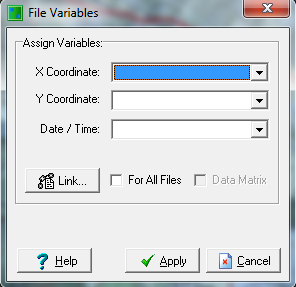 File Variables
Assign Variables:
X Coordinate:
Y Coordinate:
Date / Time:
Link... For All Files Data Matrix
Help Apply Cancel